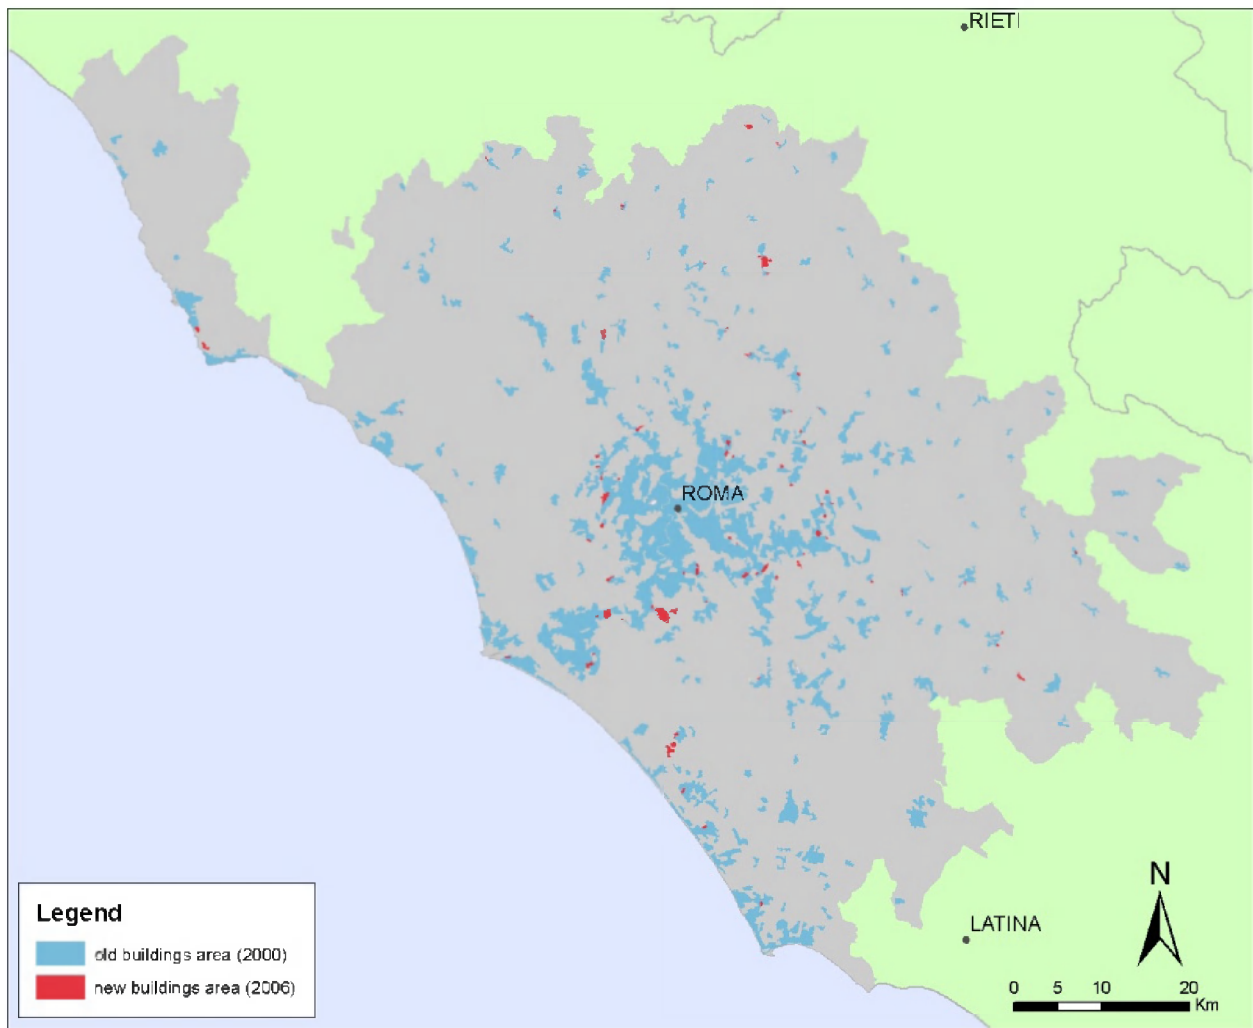 RIETI
ROMA
Legend
old buildings area (2000)
new buildings area (2006)
LATINA
N
0 5 10 20
Km